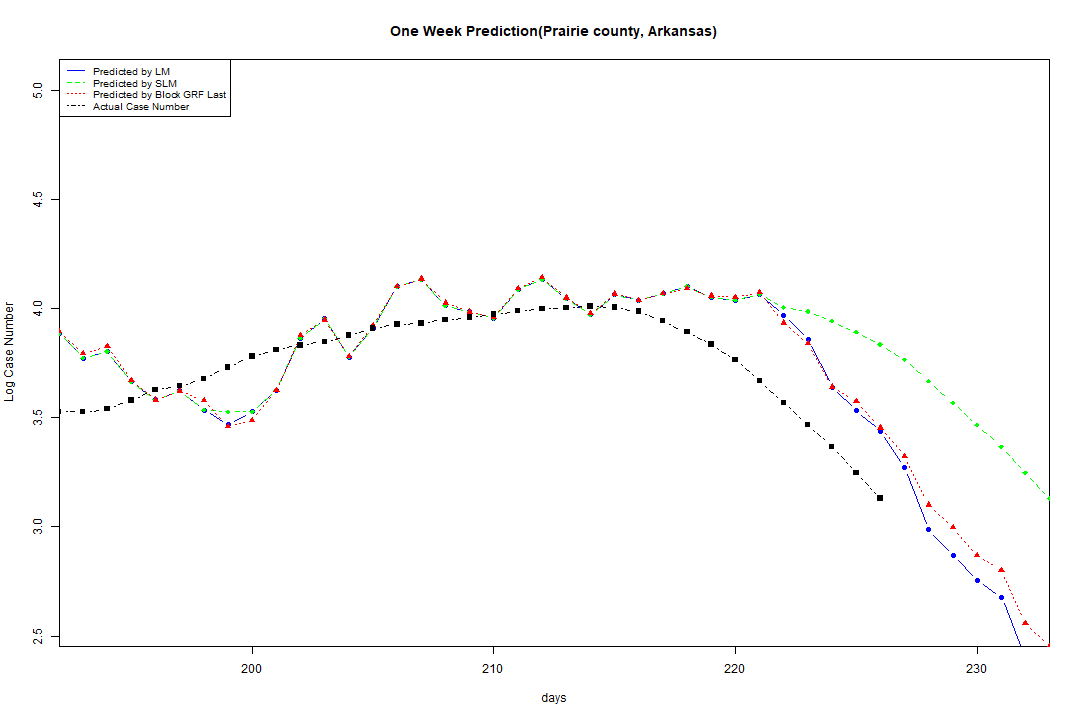 One Week Prediction(Prairie county, Arkansas)
Predicted by LM
Predicted by SLM
Predicted by Block GRF Last
Actual Case Number
5.0
4.5
4.0
3.5
3.0
2.5
Log Case Number
200
210
220
230
days